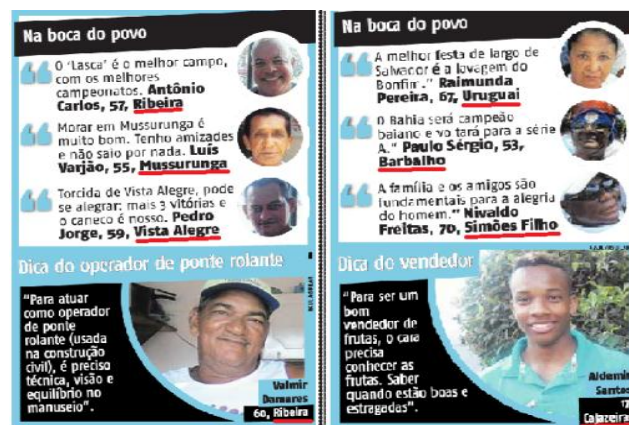 Na boca do povo
O 'Lasca' é o melhor campo,
com os melhores
campeonatos. Antônio
Carlos, 57, Ribeira
Morar em Mussurunga é
muito bom. Tenho amizades
e não saio por nada. Luís
Varjão, 55, Mussurunga
Torcida de Vista Alegre, pode
se alegrar: mais 3 vitórias e
o caneco é nosso. Pedro
Jorge, 59, Vista Alegre
Dica do operador de ponte rolante
"Para atuar
como operador
de ponte
rolante (usada
na construção
civil), é preciso
técnica, visão e
equilíbrio no
manuseio".
Valmir
Damares
60, Ribeira
Na boca do povo
A melhor festa de largo de
Salvador é a lavagem do
Bonfim." Raimunda
Pereira, 67, Uruguai
O Bahia será campeão
baiano e vo tará para a série
A." Paulo Sérgio, 53,
Barbalho
A família e os amigos são
fundamentais para a alegria
do homem." Nivaldo
Freitas, 70, Simões Filho
Dica do vendedor
"Para ser um
bom
vendedor de
frutas, o cara
precisa
conhecer as
frutas. Saber
quando estão boas e
estragadas".
Aldemir
Santos
17,
Cajazeira